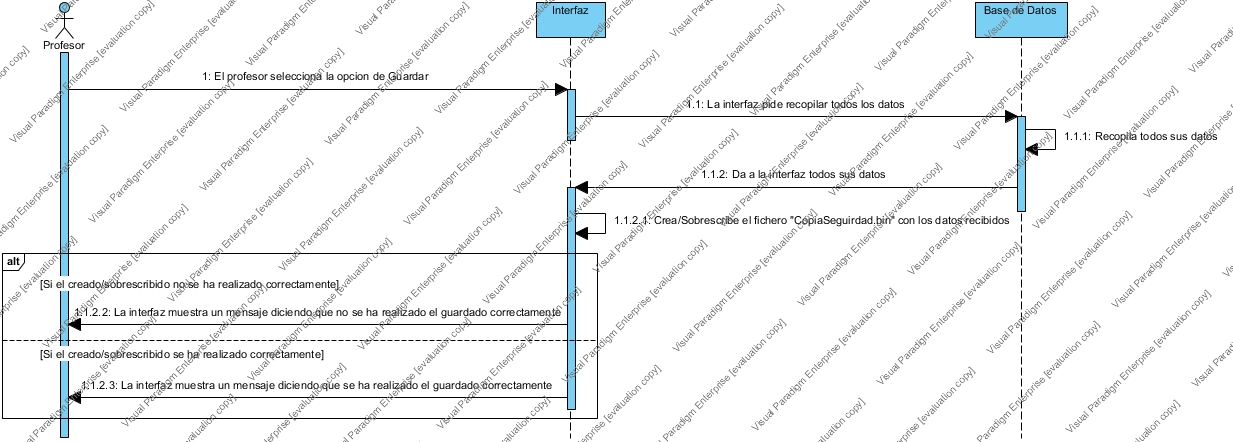 Profesor
Interfaz
Base de Datos
1: El profesor selecciona la opcion de Guardar
1.1: La interfaz pide recopilar todos los datos
1.1.1: Recopila todos sus datos
1.1.2: Da a la interfaz todos sus datos
1.1.2.1: Crea/Sobrescribe el fichero "CopiaSeguirdad.bin" con los datos recibidos
alt
[Si el creado/sobrescribido no se ha realizado correctamente]
1.1.2.2: La interfaz muestra un mensaje diciendo que no se ha realizado el guardado correctamente
[Si el creado/sobrescribido se ha realizado correctamente]
1.1.2.3: La interfaz muestra un mensaje diciendo que se ha realizado el guardado correctamente
Visual Paradigm Enterprise [evaluation copy]